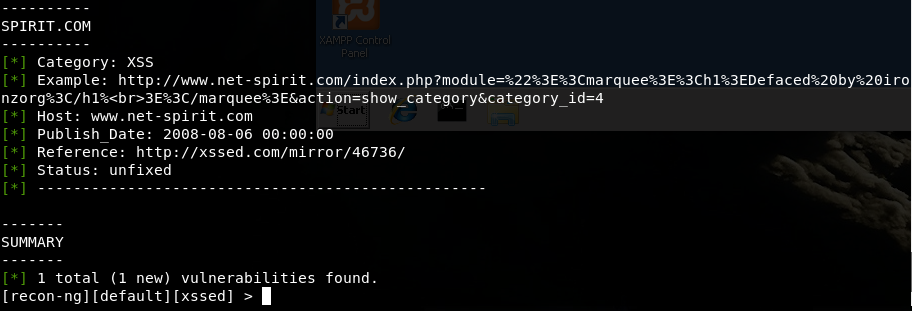 ----------
SPIRIT.COM
----------
[*] Category: XSS
[*] Example: http://www.net-spirit.com/index.php?module=%22%3E%3Cmarquee%3E%3Ch1%3EDefaced%20by%20iro
nzorg%3C/h1%<br>3E%3C/marquee%3E&action=show_category&category_id=4
[*] Host: www.net-spirit.com
[*] Publish_Date: 2008-08-06 00:00:00
[*] Reference: http://xssed.com/mirror/46736/
[*] Status: unfixed
[*] --------------------------------------------------
-------
SUMMARY
-------
[*] 1 total (1 new) vulnerabilities found.
[recon-ng][default][xssed] >
XAMPP Control
Panel
Start